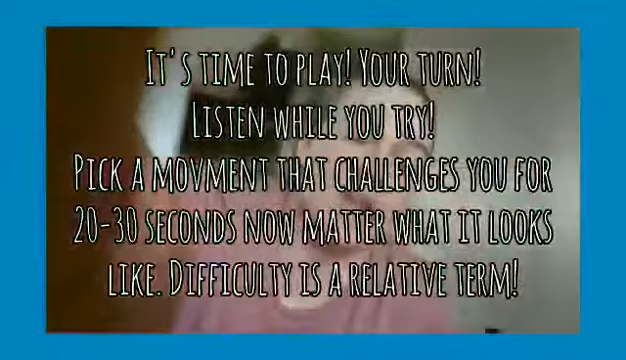 It's time to play! Your turn!
Listen while you try!
Pick a movment that challenges you for
20-30 seconds now matter what it looks
like. Difficulty is a relative term!